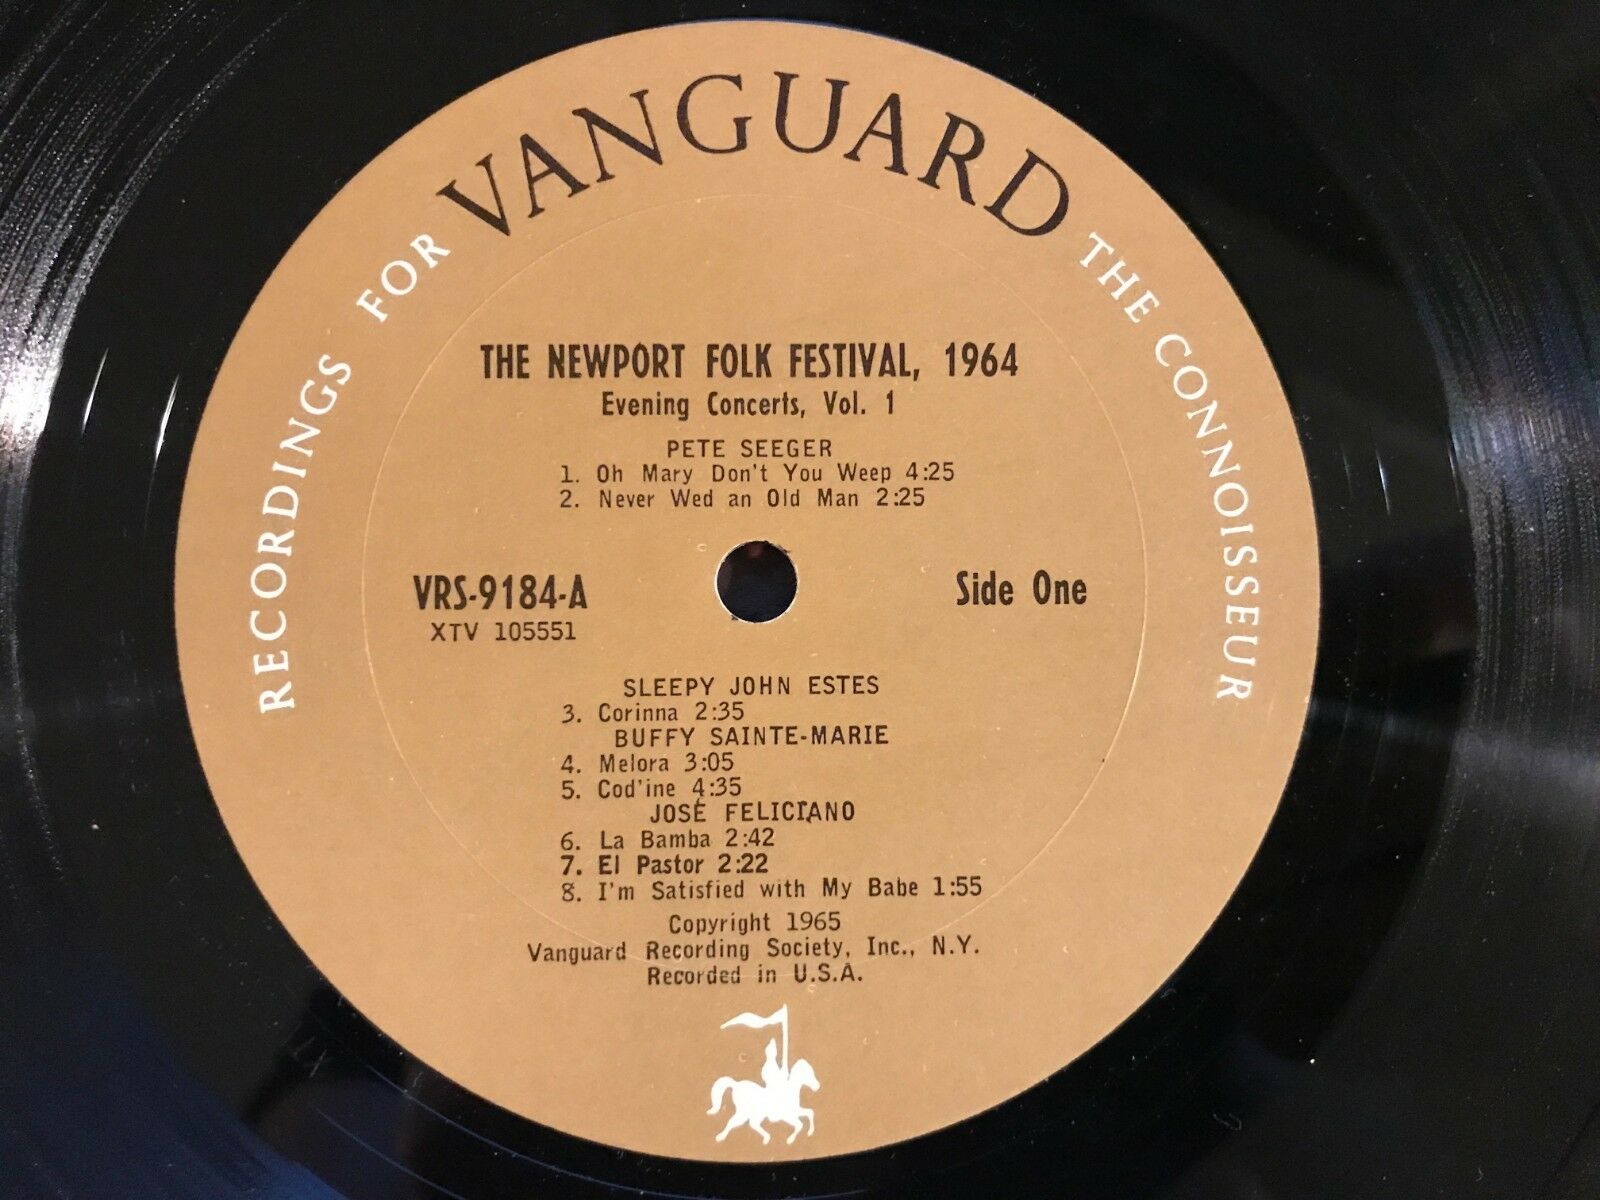 RECORDINGS FOR VANGUARD THE CONNOISSEUR
THE NEWPORT FOLK FESTIVAL, 1964
Evening Concerts, Vol. 1
PETE SEEGER
1. Oh Mary Don't You Weep 4:25
2. Never Wed an Old Man 2:25
VRS-9184-A
XTV 105551
Side One
SLEEPY JOHN ESTES
3. Corinna 2:35
BUFFY SAINTE-MARIE
4. Melora 3:05
5. Cod'ine 4:35
JOSÉ FELICIANO
6. La Bamba 2:42
7. El Pastor 2:22
8. I'm Satisfied with My Babe 1:55
Copyright 1965
Vanguard Recording Society, Inc., N.Y.
Recorded in U.S.A.